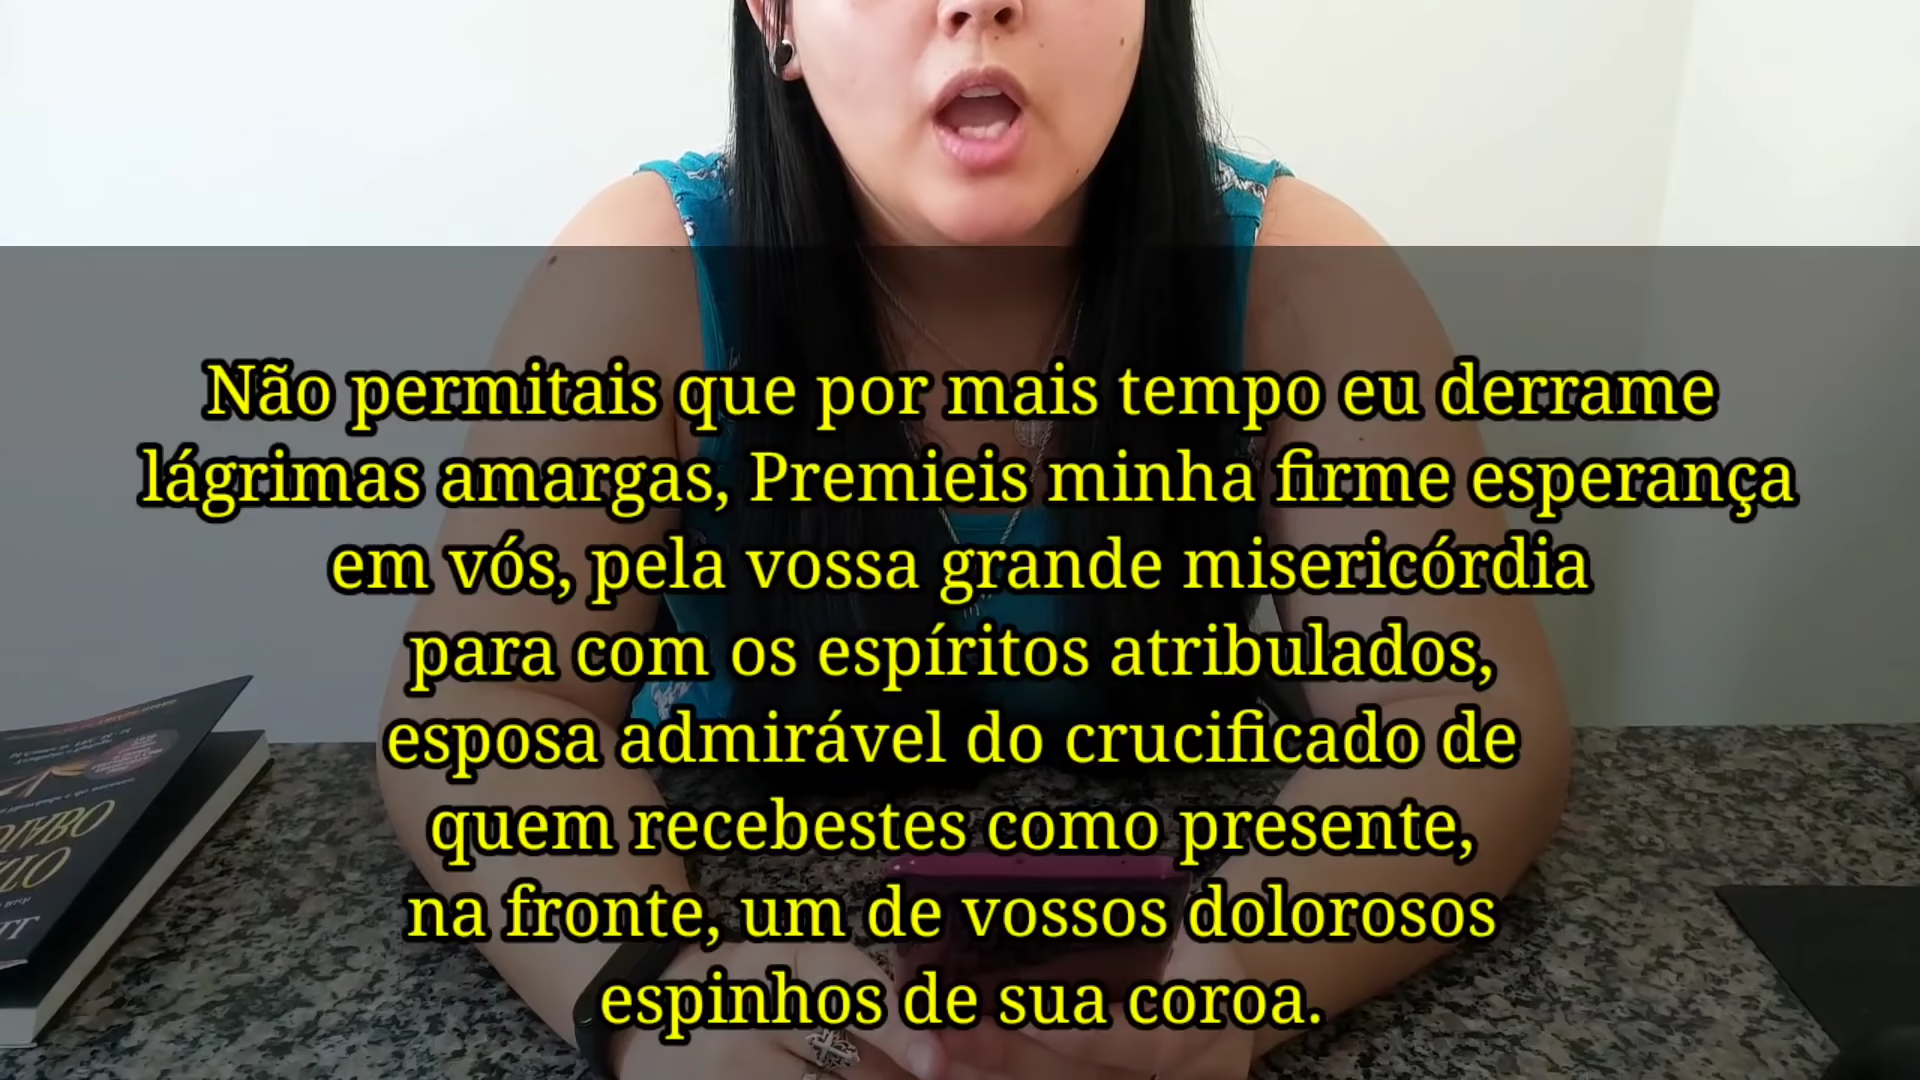 Não permitais que por mais tempo eu derrame
lágrimas amargas, Premieis minha firme esperança
em vós, pela vossa grande misericórdia
para com os espíritos atribulados,
esposa admirável do crucificado de
quem recebestes como presente,
na fronte, um de vossos dolorosos
espinhos de sua coroa.